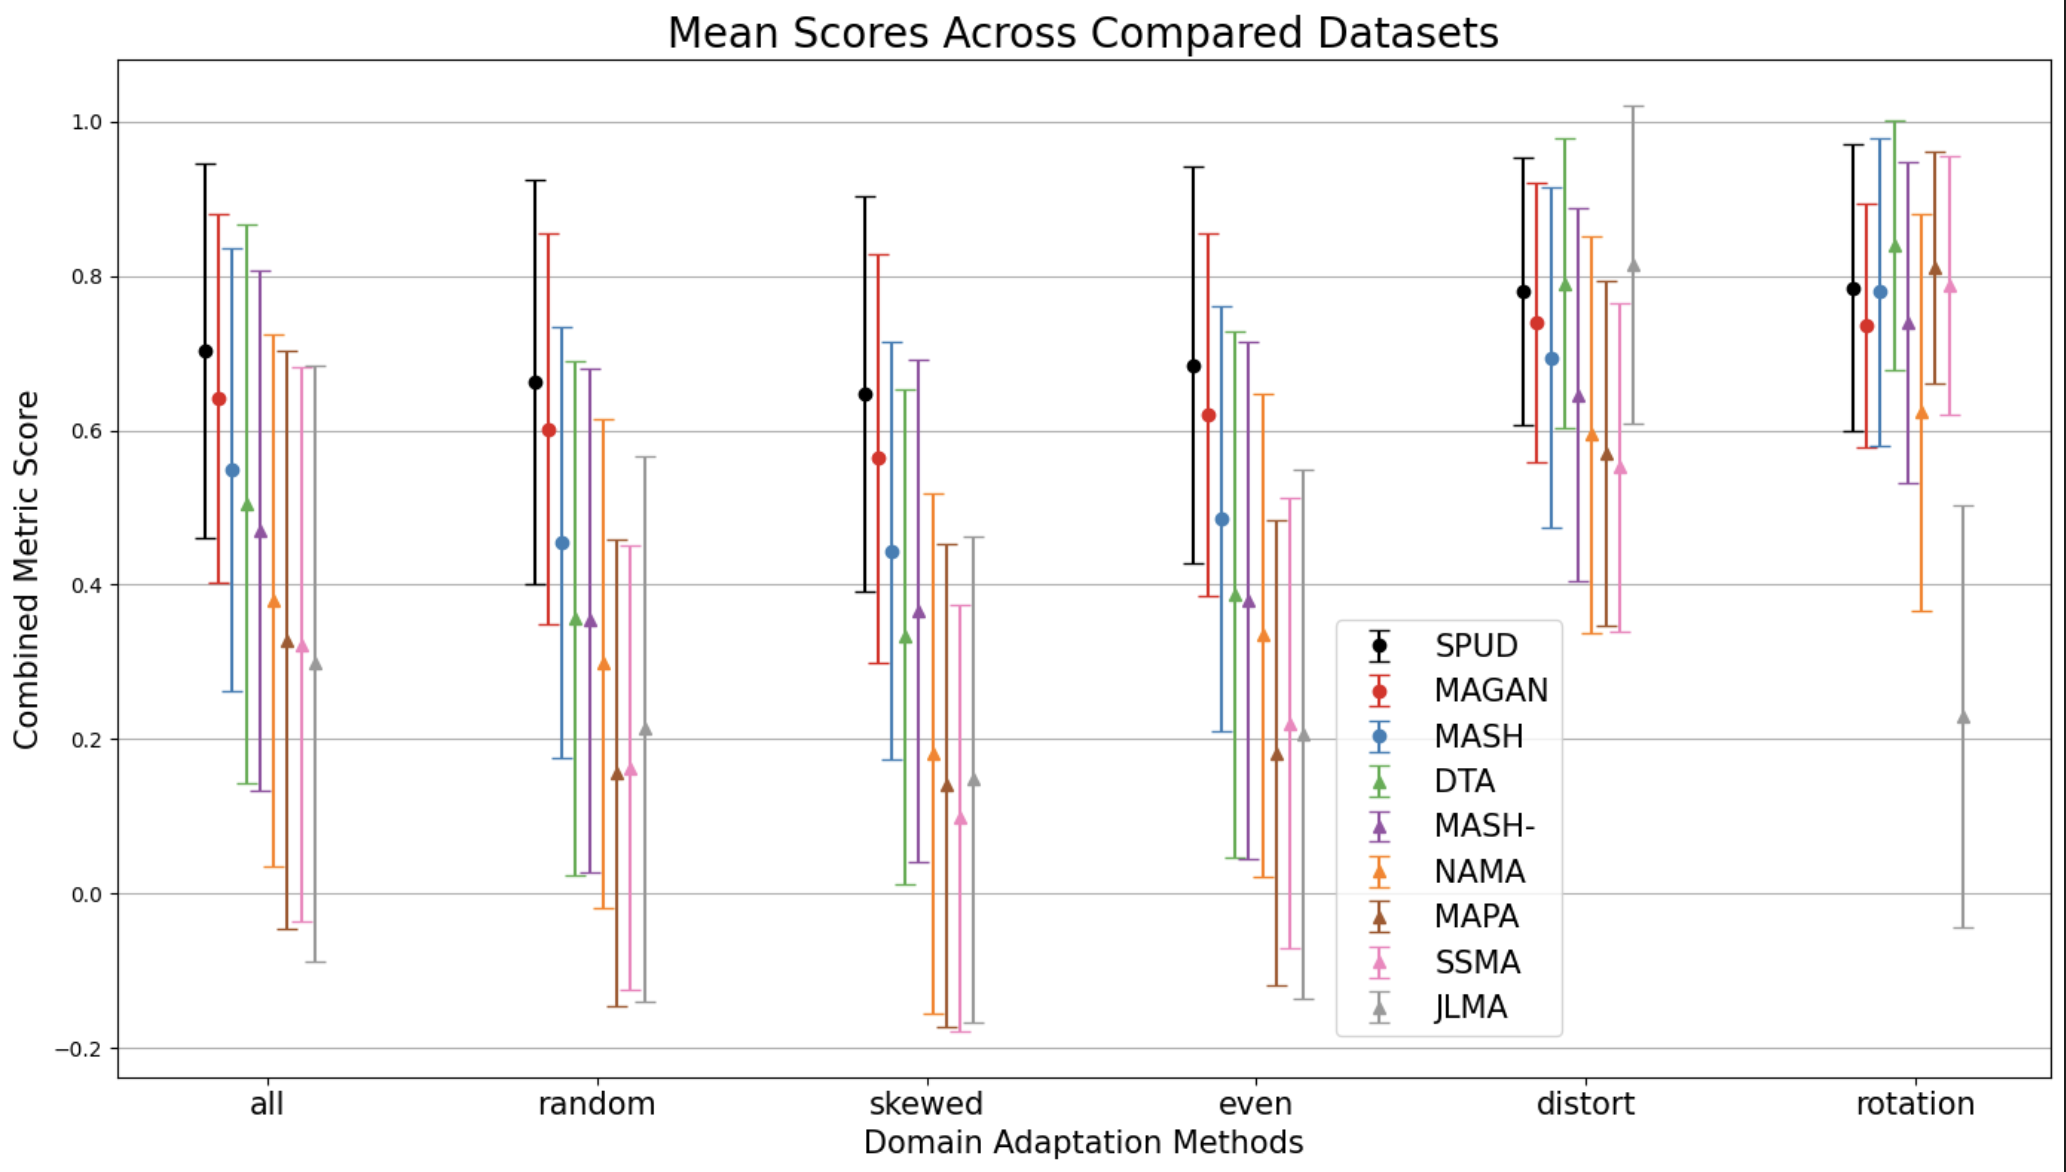 Mean Scores Across Compared Datasets
Combined Metric Score
1.0
0.8
0.6
0.4
0.2
0.0
−0.2
SPUD
MAGAN
MASH
DTA
MASH-
NAMA
MAPA
SSMA
JLMA
all random skewed even distort rotation
Domain Adaptation Methods